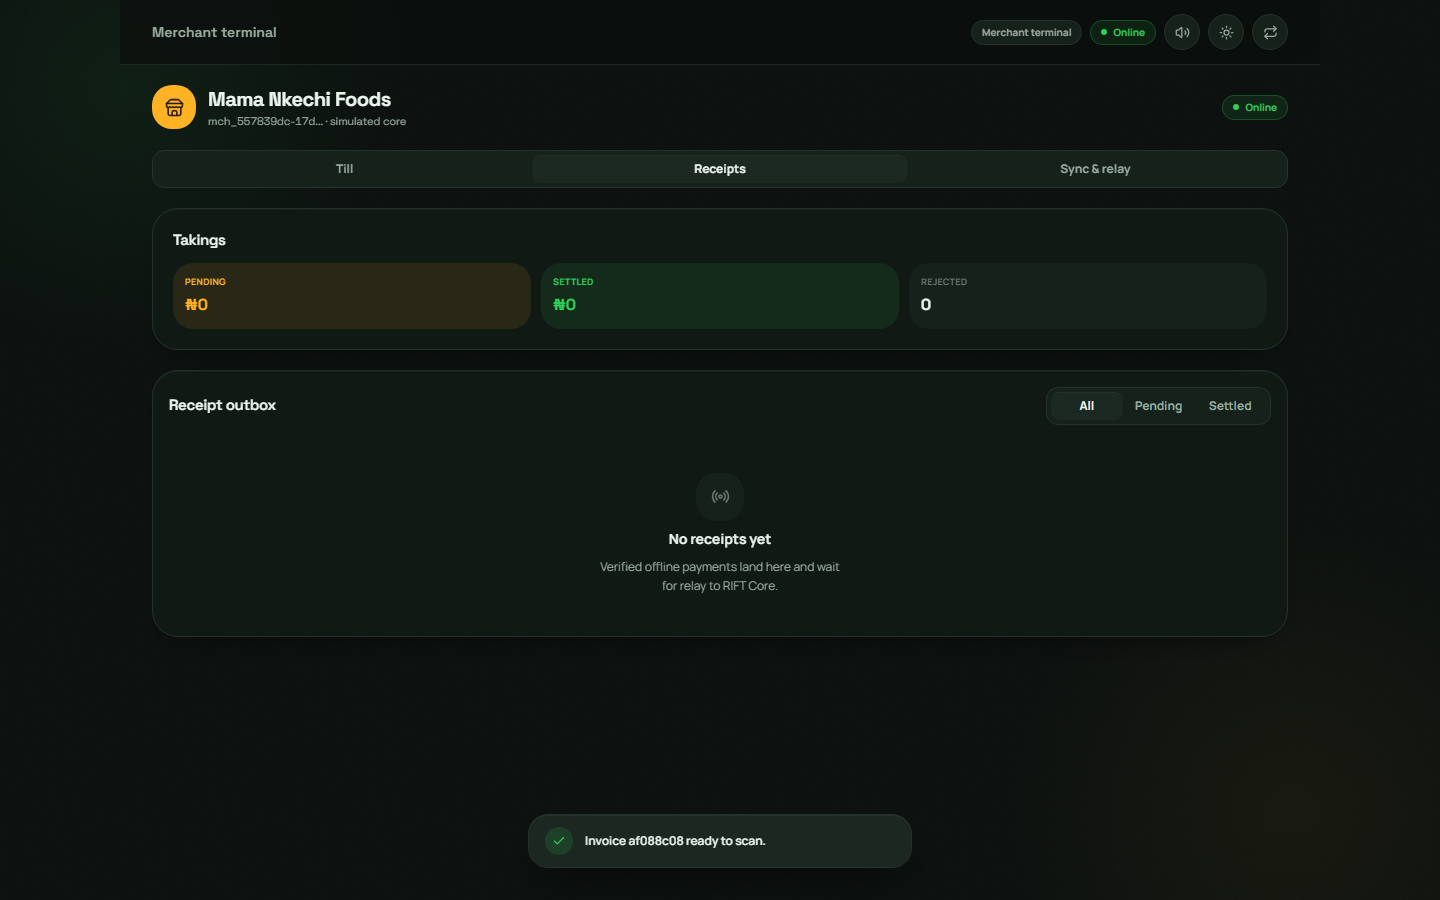 Merchant terminal
Merchant terminal
Online
Mama Nkechi Foods
mch_557839dc-17d... · simulated core
Online
Till
Receipts
Sync & relay
Takings
PENDING
₦0
SETTLED
₦0
REJECTED
0
Receipt outbox
All
Pending
Settled
No receipts yet
Verified offline payments land here and wait
for relay to RIFT Core.
Invoice af088c08 ready to scan.